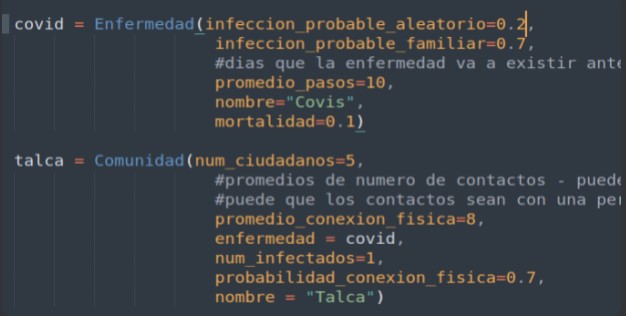 covid = Enfermedad(infeccion_probable_aleatorio=0.2,
infeccion_probable_familiar=0.7,
#dias que la enfermedad va a existir ante
promedio_pasos=10,
nombre="Covis",
mortalidad=0.1)
talca = Comunidad(num_ciudadanos=5,
#promedios de numero de contactos - puede
#puede que los contactos sean con una per
promedio_conexion_fisica=8,
enfermedad = covid,
num_infectados=1,
probabilidad_conexion_fisica=0.7,
nombre = "Talca")